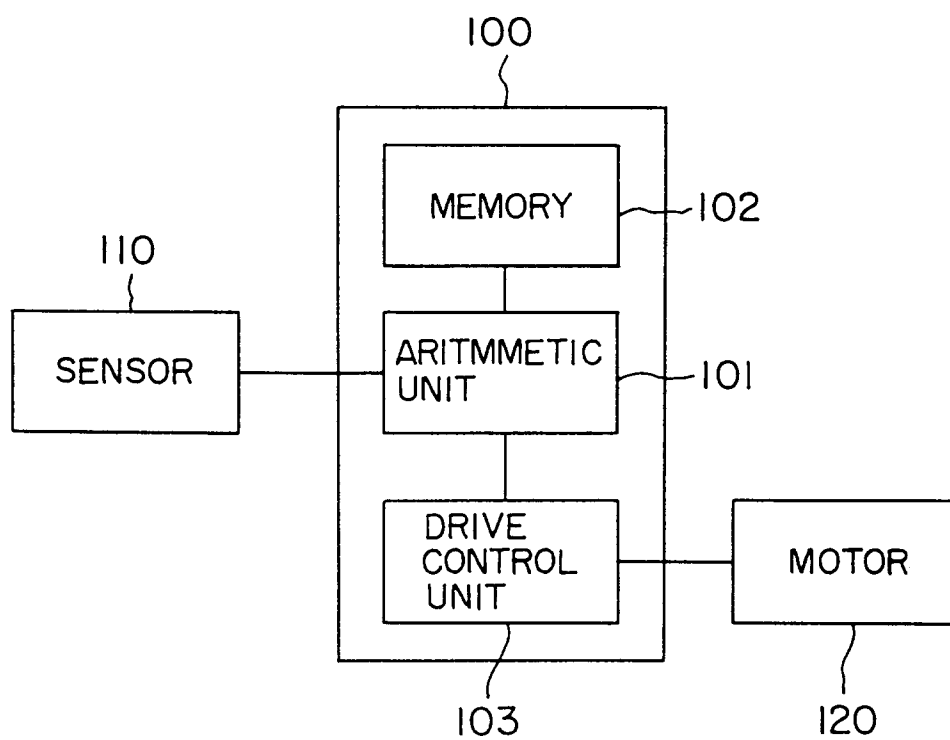 100
MEMORY
102
110
SENSOR
ARITMMETIC
UNIT
101
DRIVE
CONTROL
UNIT
MOTOR
103
120